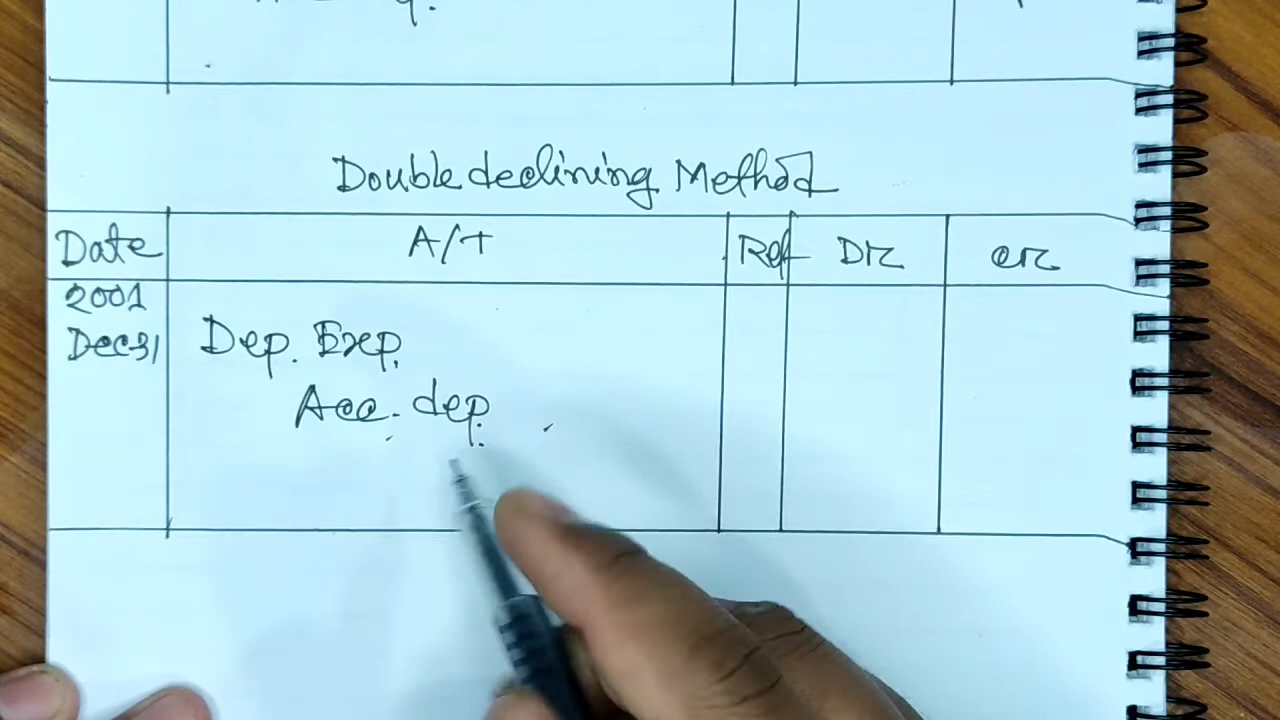 Double declining Method
Date A/T Ref Dr cr
2001
Dec31 Dep. Exp.
Acc. dep.